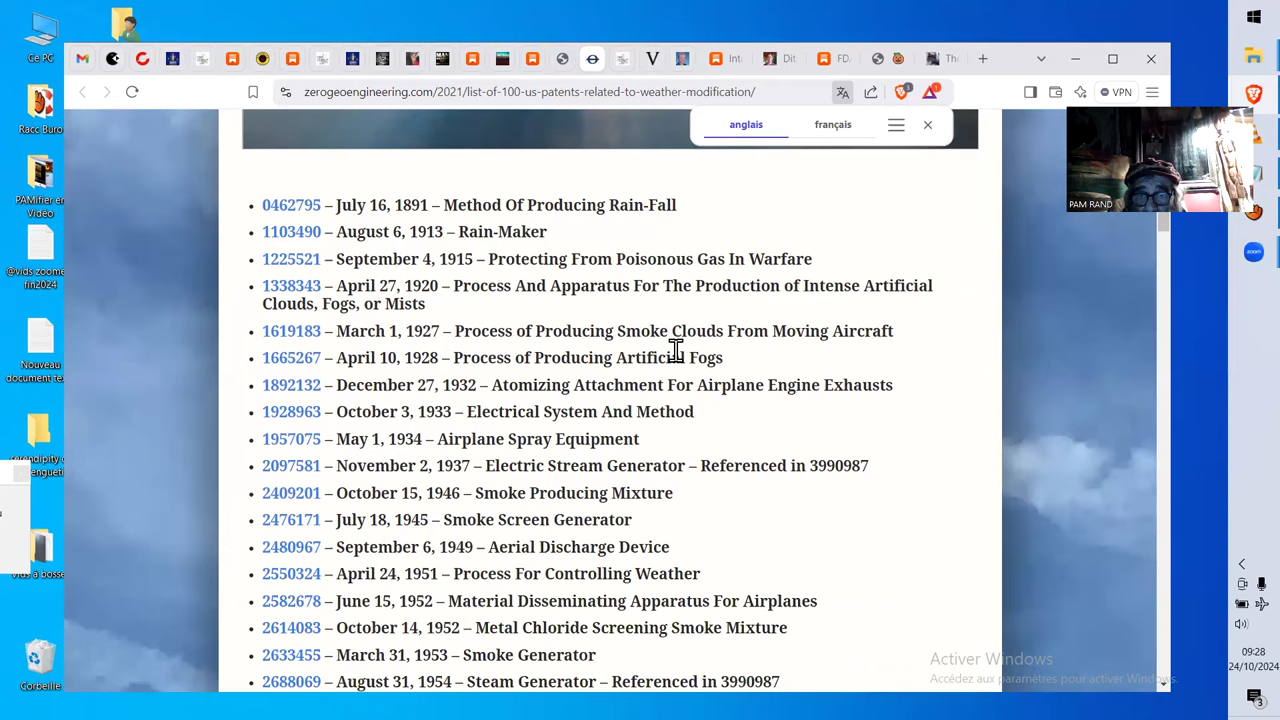 Ce PC
Racc Buro
PAMifier en
Vidéo
@vids zoome
fin2024
Nouveau
document tex
serendipity d
Corbeille
Int
Dit
FD
Th
zerogeoengineering.com/2021/list-of-100-us-patents-related-to-weather-modification/
VPN
anglais
français
PAM RAND
zoom
• 0462795 – July 16, 1891 – Method Of Producing Rain-Fall
• 1103490 – August 6, 1913 – Rain-Maker
• 1225521 – September 4, 1915 – Protecting From Poisonous Gas In Warfare
• 1338343 – April 27, 1920 – Process And Apparatus For The Production of Intense Artificial
Clouds, Fogs, or Mists
• 1619183 – March 1, 1927 – Process of Producing Smoke Clouds From Moving Aircraft
• 1665267 – April 10, 1928 – Process of Producing Artificial Fogs
• 1892132 – December 27, 1932 – Atomizing Attachment For Airplane Engine Exhausts
• 1928963 – October 3, 1933 – Electrical System And Method
• 1957075 – May 1, 1934 – Airplane Spray Equipment
• 2097581 – November 2, 1937 – Electric Stream Generator – Referenced in 3990987
• 2409201 – October 15, 1946 – Smoke Producing Mixture
• 2476171 – July 18, 1945 – Smoke Screen Generator
• 2480967 – September 6, 1949 – Aerial Discharge Device
• 2550324 – April 24, 1951 – Process For Controlling Weather
• 2582678 – June 15, 1952 – Material Disseminating Apparatus For Airplanes
• 2614083 – October 14, 1952 – Metal Chloride Screening Smoke Mixture
• 2633455 – March 31, 1953 – Smoke Generator
• 2688069 – August 31, 1954 – Steam Generator – Referenced in 3990987
Activer Windows
Accédez aux paramètres pour activer Windows.
09:28
24/10/2024
3